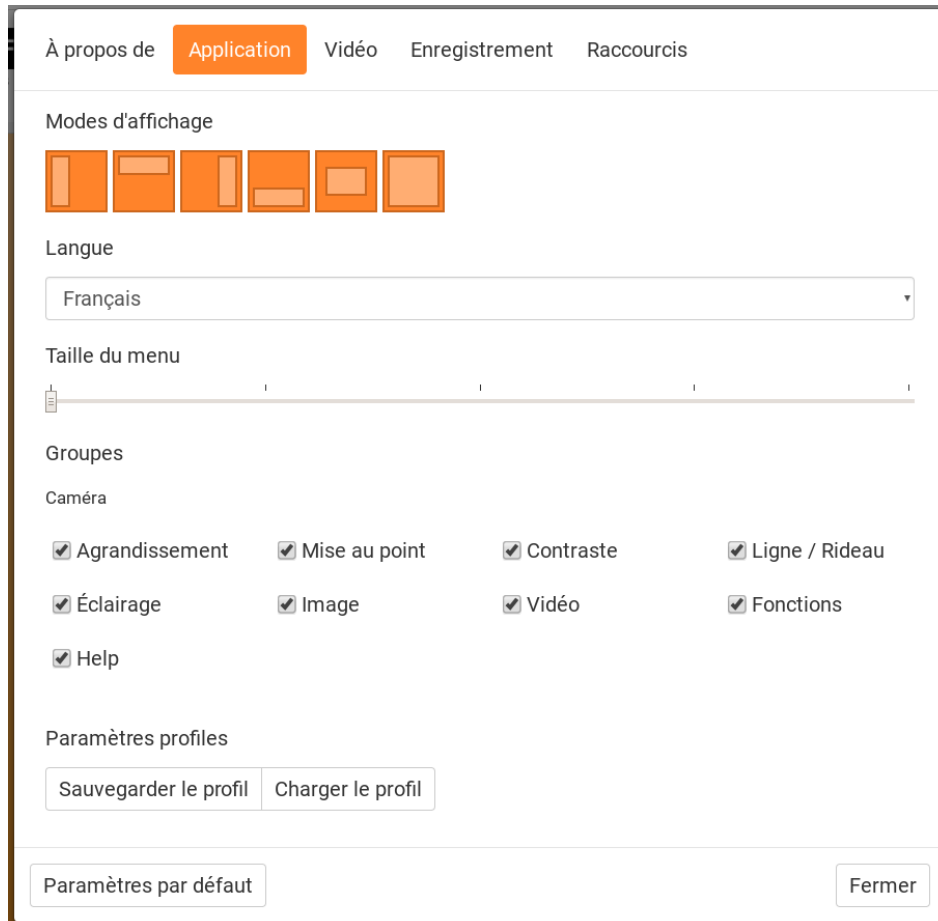 À propos de Application Vidéo Enregistrement Raccourcis
Modes d'affichage
Langue
Français
Taille du menu
Groupes
Caméra
Agrandissement Mise au point Contraste Ligne / Rideau
Éclairage Image Vidéo Fonctions
Help
Paramètres profiles
Sauvegarder le profil Charger le profil
Paramètres par défaut Fermer